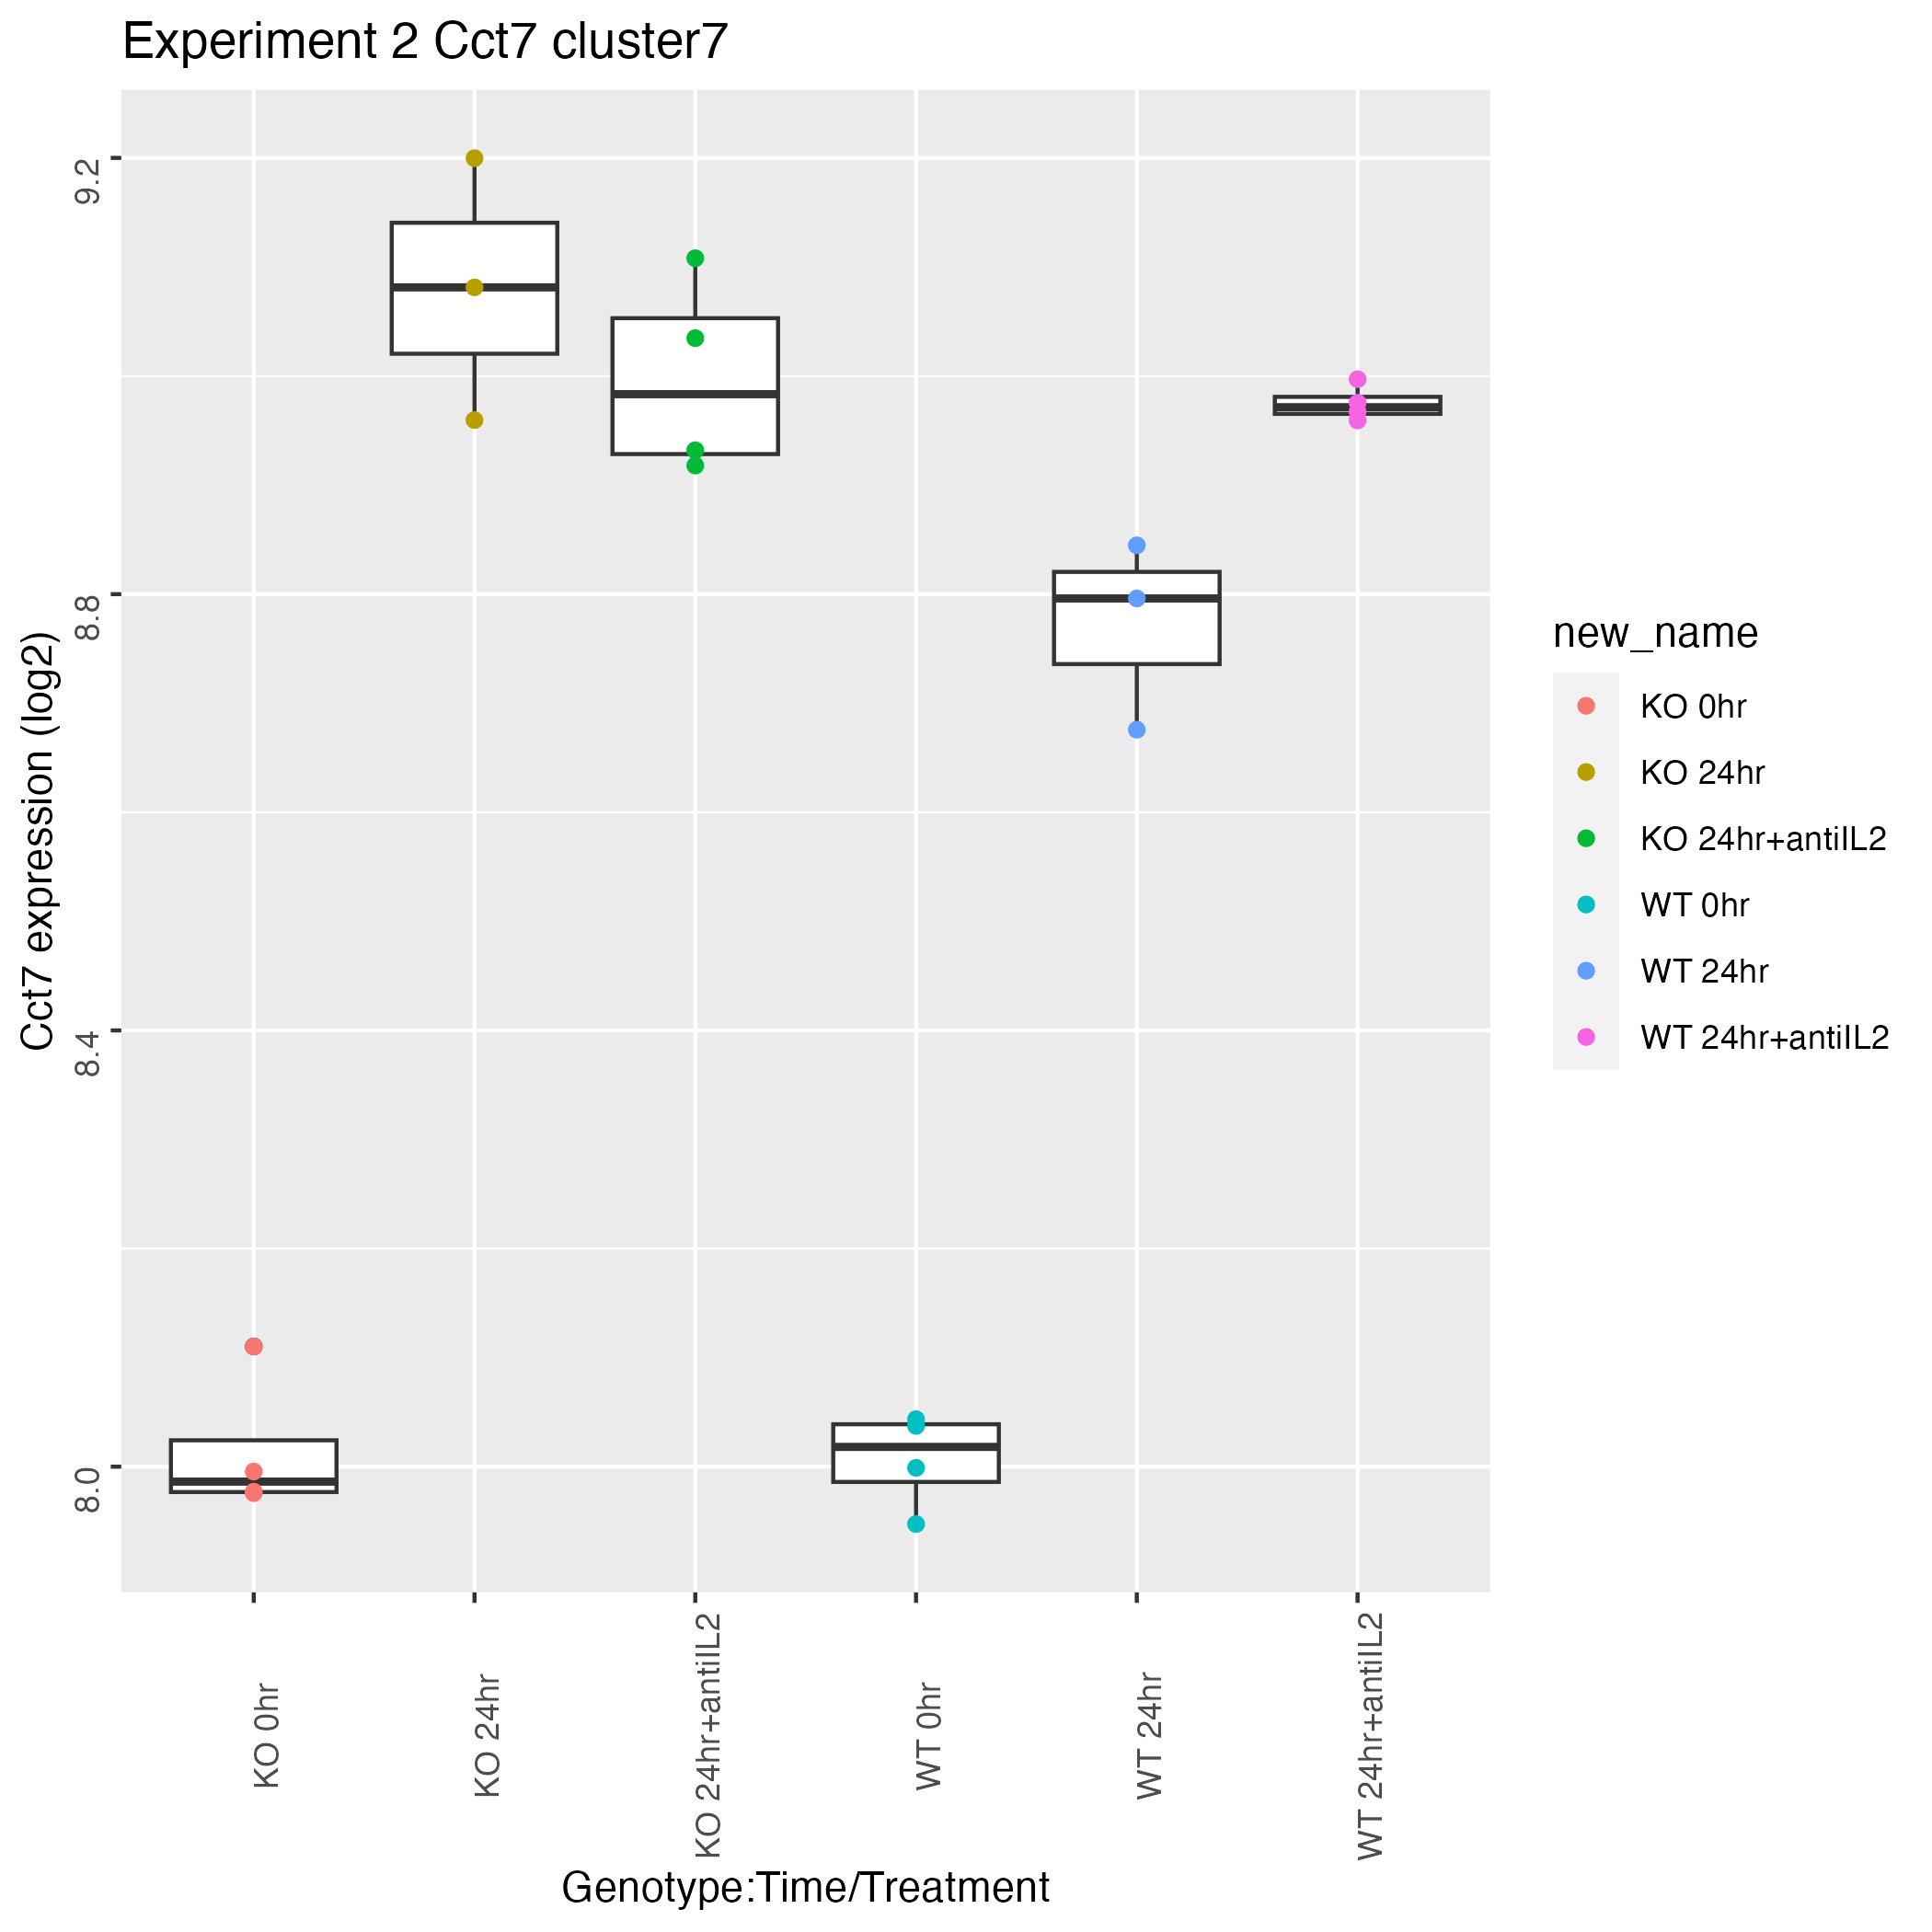 Experiment 2 Cct7 cluster7
9.2
8.8
8.4
8.0
Cct7 expression (log2)
KO 0hr
KO 24hr
KO 24hr+antiIL2
WT 0hr
WT 24hr
WT 24hr+antiIL2
Genotype:Time/Treatment
new_name
KO 0hr
KO 24hr
KO 24hr+antiIL2
WT 0hr
WT 24hr
WT 24hr+antiIL2